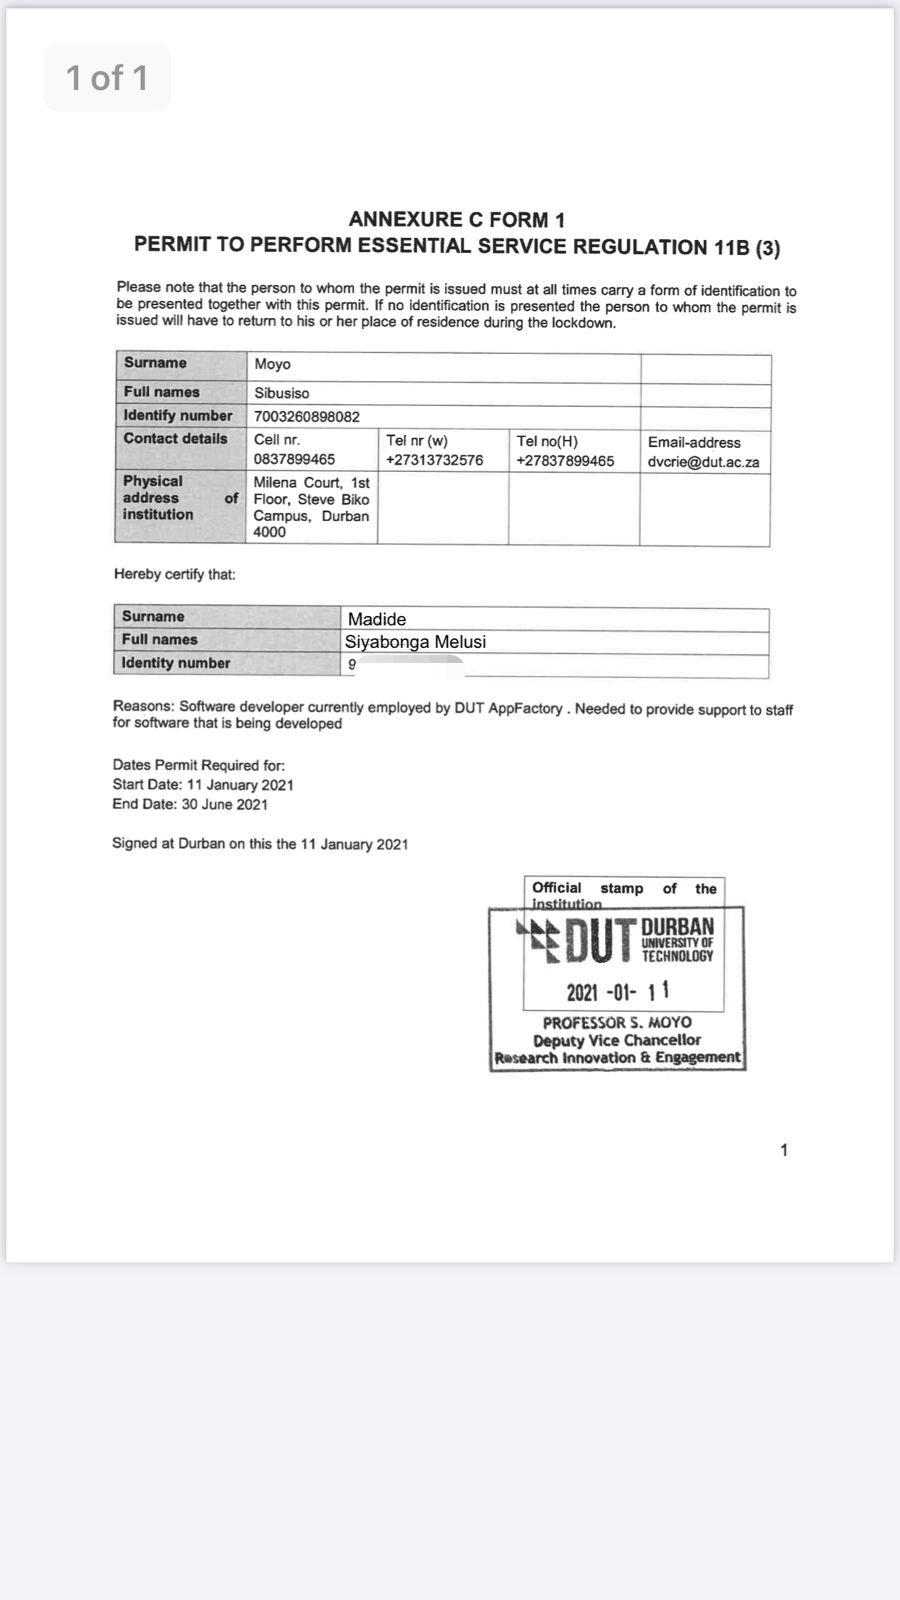 1 of 1
ANNEXURE C FORM 1
PERMIT TO PERFORM ESSENTIAL SERVICE REGULATION 11B (3)
Please note that the person to whom the permit is issued must at all times carry a form of identification to
be presented together with this permit. If no identification is presented the person to whom the permit is
issued will have to return to his or her place of residence during the lockdown.
Surname Moyo
Full names Sibusiso
Identify number 7003260898082
Contact details Cell nr. Tel nr (w) Tel no(H) Email-address
0837899465 +27313732576 +27837899465 dvcrie@dut.ac.za
Physical Milena Court, 1st
address of Floor, Steve Biko
institution Campus, Durban
4000
Hereby certify that:
Surname Madide
Full names Siyabonga Melusi
Identity number 9
Reasons: Software developer currently employed by DUT AppFactory . Needed to provide support to staff
for software that is being developed
Dates Permit Required for:
Start Date: 11 January 2021
End Date: 30 June 2021
Signed at Durban on this the 11 January 2021
Official stamp of the
institution
DUT DURBAN
UNIVERSITY OF
TECHNOLOGY
2021 -01- 11
PROFESSOR S. MOYO
Deputy Vice Chancellor
Research Innovation & Engagement
1